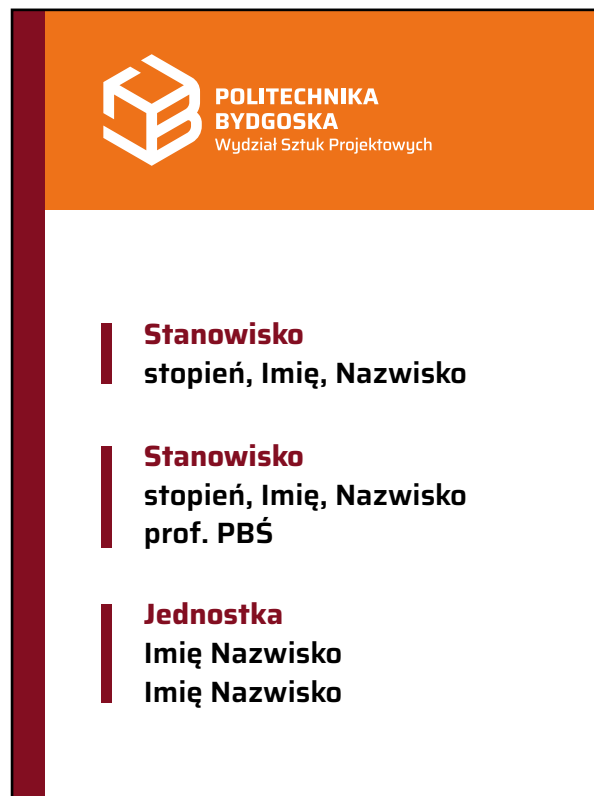 POLITECHNIKA
BYDGOSKA
Wydział Sztuk Projektowych
Stanowisko
stopień, Imię, Nazwisko
Stanowisko
stopień, Imię, Nazwisko
prof. PBŚ
Jednostka
Imię Nazwisko
Imię Nazwisko